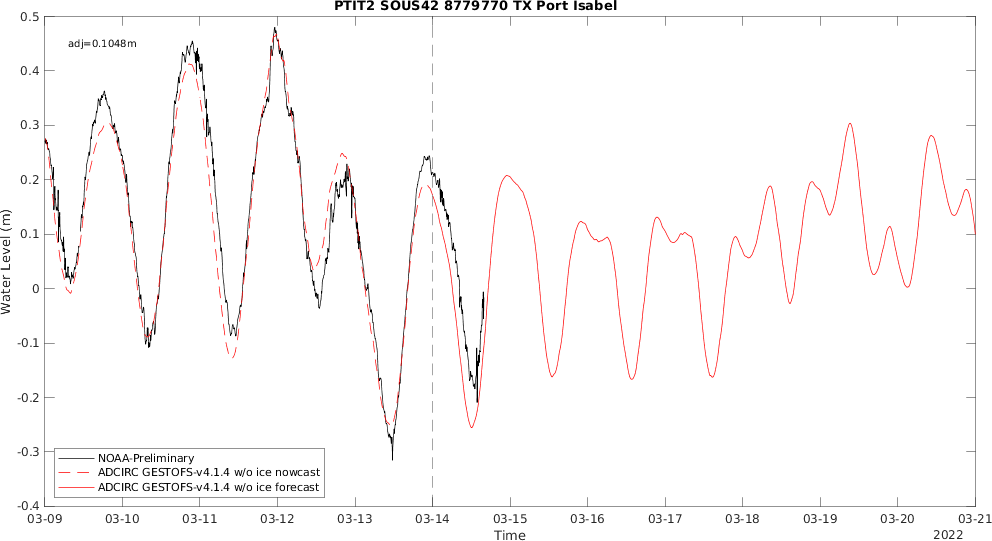 PTIT2 SOUS42 8779770 TX Port Isabel
adj=0.1048m
0.5
0.4
0.3
0.2
0.1
0
-0.1
-0.2
-0.3
-0.4
Water Level (m)
NOAA-Preliminary
ADCIRC GESTOFS-v4.1.4 w/o ice nowcast
ADCIRC GESTOFS-v4.1.4 w/o ice forecast
03-09 03-10 03-11 03-12 03-13 03-14 03-15 03-16 03-17 03-18 03-19 03-20 03-21
Time
2022